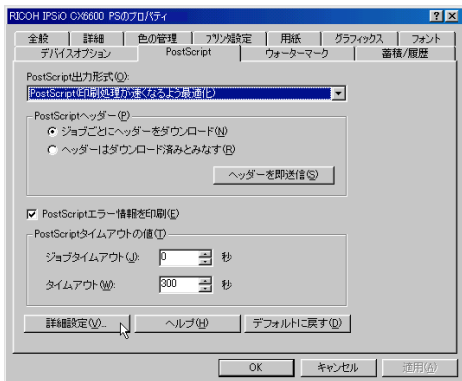 RICOH IPSiO CX6600 PSのプロパティ
全般 詳細 色の管理 プリンタ設定 用紙 グラフィックス フォント
デバイスオプション PostScript ウォーターマーク 蓄積/履歴
PostScript出力形式(O):
PostScript(印刷処理が速くなるよう最適化)
PostScriptヘッダー(P)
ジョブごとにヘッダーをダウンロード(N)
ヘッダーはダウンロード済みとみなす(R)
ヘッダーを即送信(S)
PostScriptエラー情報を印刷(E)
PostScriptタイムアウトの値(T)
ジョブタイムアウト(J): 0 秒
タイムアウト(W): 300 秒
詳細設定(V)... ヘルプ(H) デフォルトに戻す(D)
OK キャンセル 適用(A)